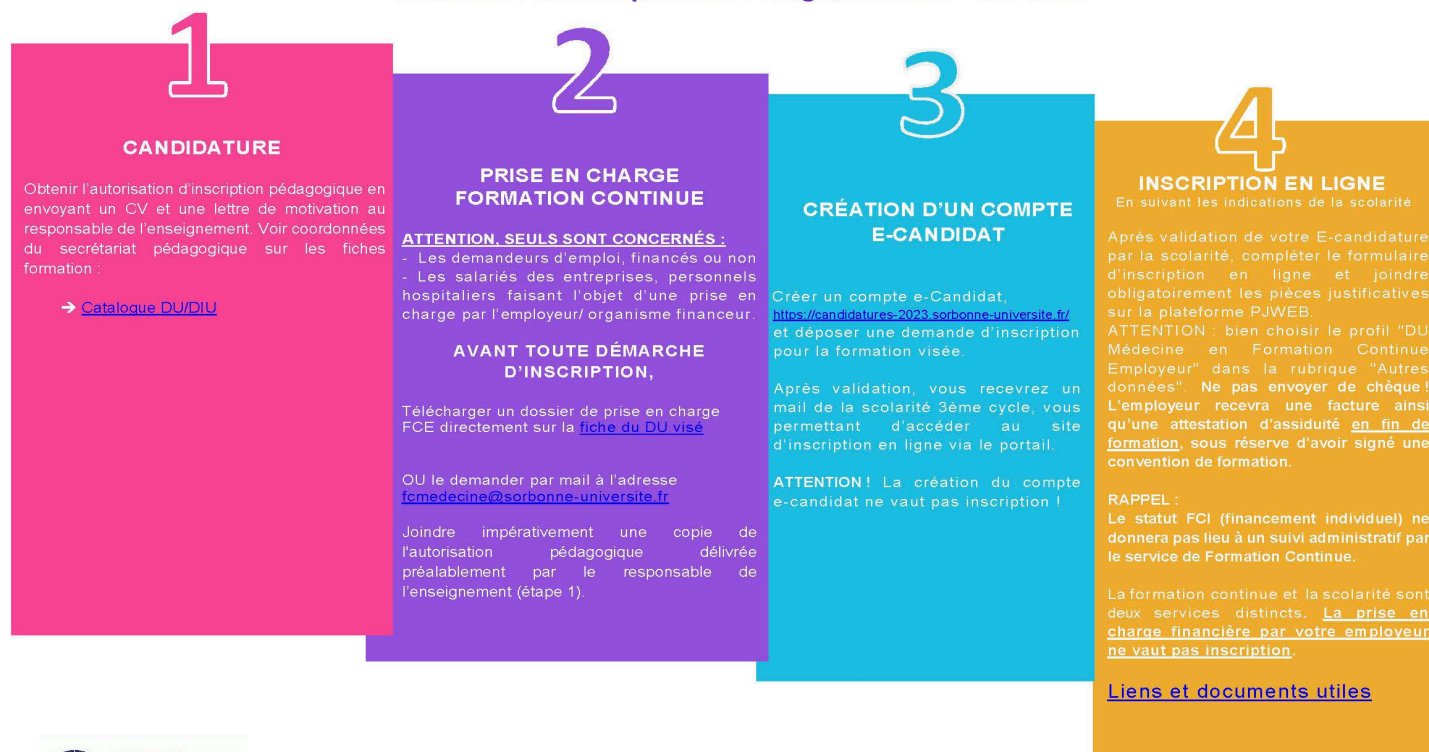 1
CANDIDATURE
Obtenir l'autorisation d'inscription pédagogique en
envoyant un CV et une lettre de motivation au
responsable de l'enseignement. Voir coordonnées
du secrétariat pédagogique sur les fiches
formation :
➔ Catalogue DU/DIU
2
PRISE EN CHARGE
FORMATION CONTINUE
ATTENTION, SEULS SONT CONCERNÉS :
- Les demandeurs d'emploi, financés ou non
- Les salariés des entreprises, personnels
hospitaliers faisant l'objet d'une prise en
charge par l'employeur/ organisme financeur.
AVANT TOUTE DÉMARCHE
D'INSCRIPTION,
Télécharger un dossier de prise en charge
FCE directement sur la fiche du DU visé
OU le demander par mail à l'adresse
fcmedecine@sorbonne-universite.fr
Joindre impérativement une copie de
l'autorisation pédagogique délivrée
préalablement par le responsable de
l'enseignement (étape 1).
3
CRÉATION D'UN COMPTE
E-CANDIDAT
Créer un compte e-Candidat,
https://candidatures-2023.sorbonne-universite.fr/
et déposer une demande d'inscription
pour la formation visée.
Après validation, vous recevrez un
mail de la scolarité 3ème cycle, vous
permettant d'accéder au site
d'inscription en ligne via le portail.
ATTENTION ! La création du compte
e-candidat ne vaut pas inscription !
4
INSCRIPTION EN LIGNE
En suivant les indications de la scolarité
Après validation de votre E-candidature
par la scolarité, compléter le formulaire
d'inscription en ligne et joindre
obligatoirement les pièces justificatives
sur la plateforme PJWEB.
ATTENTION : bien choisir le profil "DU
Médecine en Formation Continue
Employeur" dans la rubrique "Autres
données". Ne pas envoyer de chèque !
L'employeur recevra une facture ainsi
qu'une attestation d'assiduité en fin de
formation, sous réserve d'avoir signé une
convention de formation.
RAPPEL :
Le statut FCI (financement individuel) ne
donnera pas lieu à un suivi administratif par
le service de Formation Continue.
La formation continue et la scolarité sont
deux services distincts. La prise en
charge financière par votre employeur
ne vaut pas inscription.
Liens et documents utiles